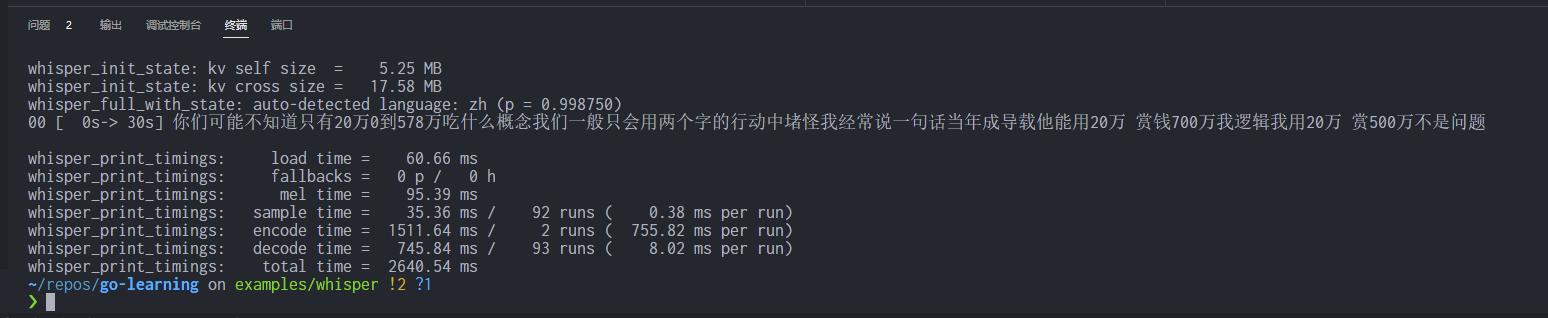 问题 2 输出 调试控制台 终端 端口
whisper_init_state: kv self size  =    5.25 MB
whisper_init_state: kv cross size =   17.58 MB
whisper_full_with_state: auto-detected language: zh (p = 0.998750)
00 [  0s-> 30s] 你们可能不知道只有20万0到578万吃什么概念我们一般只会用两个字的行动中堵怪我经常说一句话当年成导载他能用20万 赏钱700万我逻辑我用20万 赏500万不是问题
whisper_print_timings:     load time =    60.66 ms
whisper_print_timings:     fallbacks =   0 p /   0 h
whisper_print_timings:      mel time =    95.39 ms
whisper_print_timings:   sample time =    35.36 ms /    92 runs (    0.38 ms per run)
whisper_print_timings:   encode time =  1511.64 ms /     2 runs (  755.82 ms per run)
whisper_print_timings:   decode time =   745.84 ms /    93 runs (    8.02 ms per run)
whisper_print_timings:    total time =  2640.54 ms
~/repos/go-learning on examples/whisper !2 ?1
❯